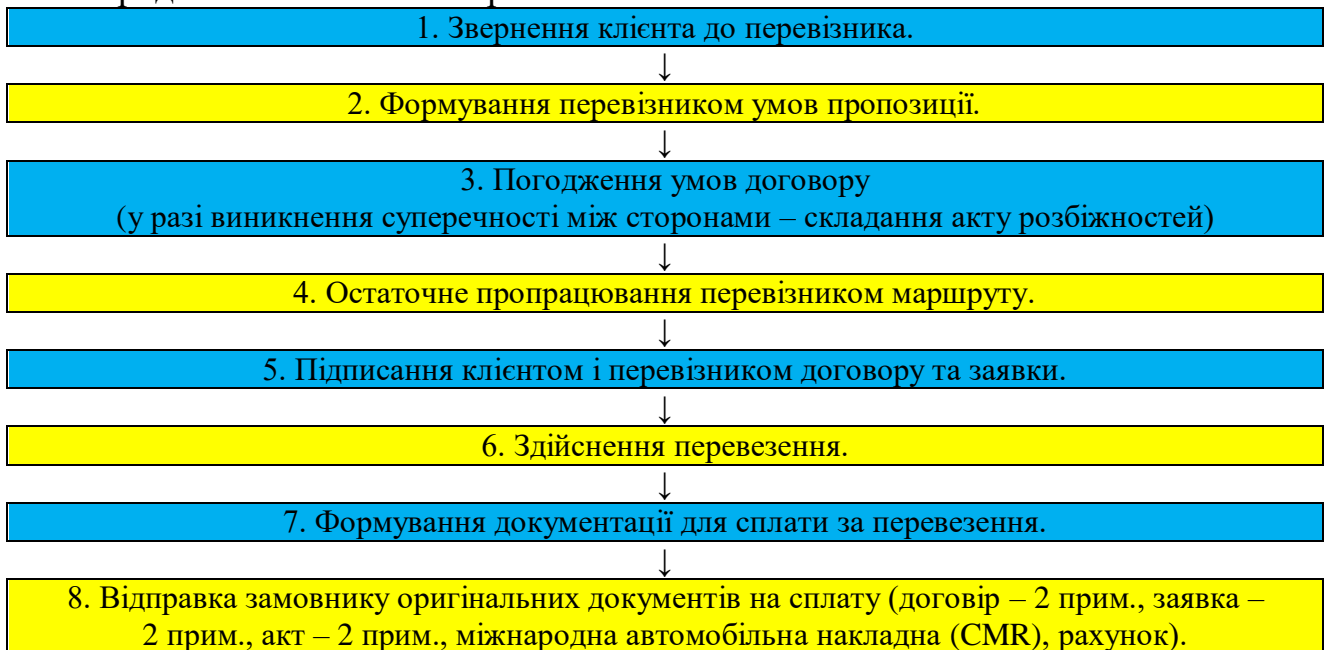 1. Звернення клієнта до перевізника.
↓
2. Формування перевізником умов пропозиції.
↓
3. Погодження умов договору
(у разі виникнення суперечності між сторонами – складання акту розбіжностей)
↓
4. Остаточне пропрацювання перевізником маршруту.
↓
5. Підписання клієнтом і перевізником договору та заявки.
↓
6. Здійснення перевезення.
↓
7. Формування документації для сплати за перевезення.
↓
8. Відправка замовнику оригінальних документів на сплату (договір – 2 прим., заявка –
2 прим., акт – 2 прим., міжнародна автомобільна накладна (CMR), рахунок).